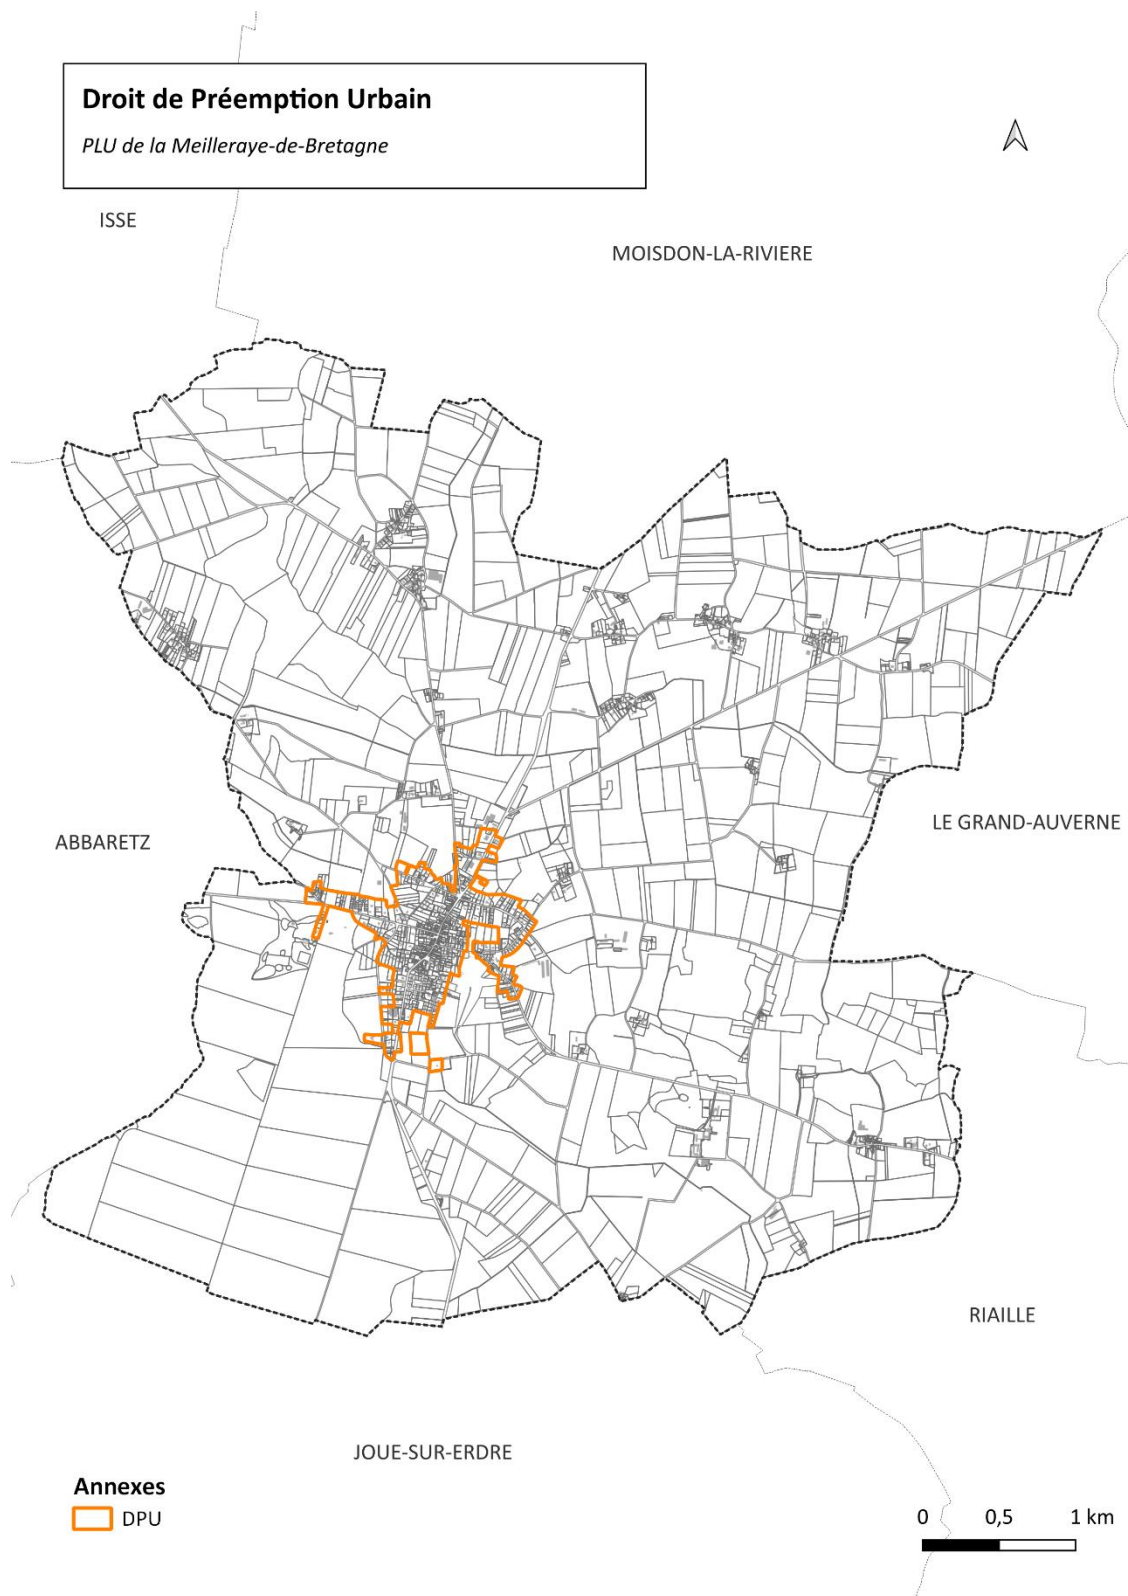 Droit de Préemption Urbain
PLU de la Meilleraye-de-Bretagne
ISSE
MOISDON-LA-RIVIERE
ABBARETZ
LE GRAND-AUVERNE
RIAILLE
JOUE-SUR-ERDRE
Annexes
DPU
0 0,5 1 km